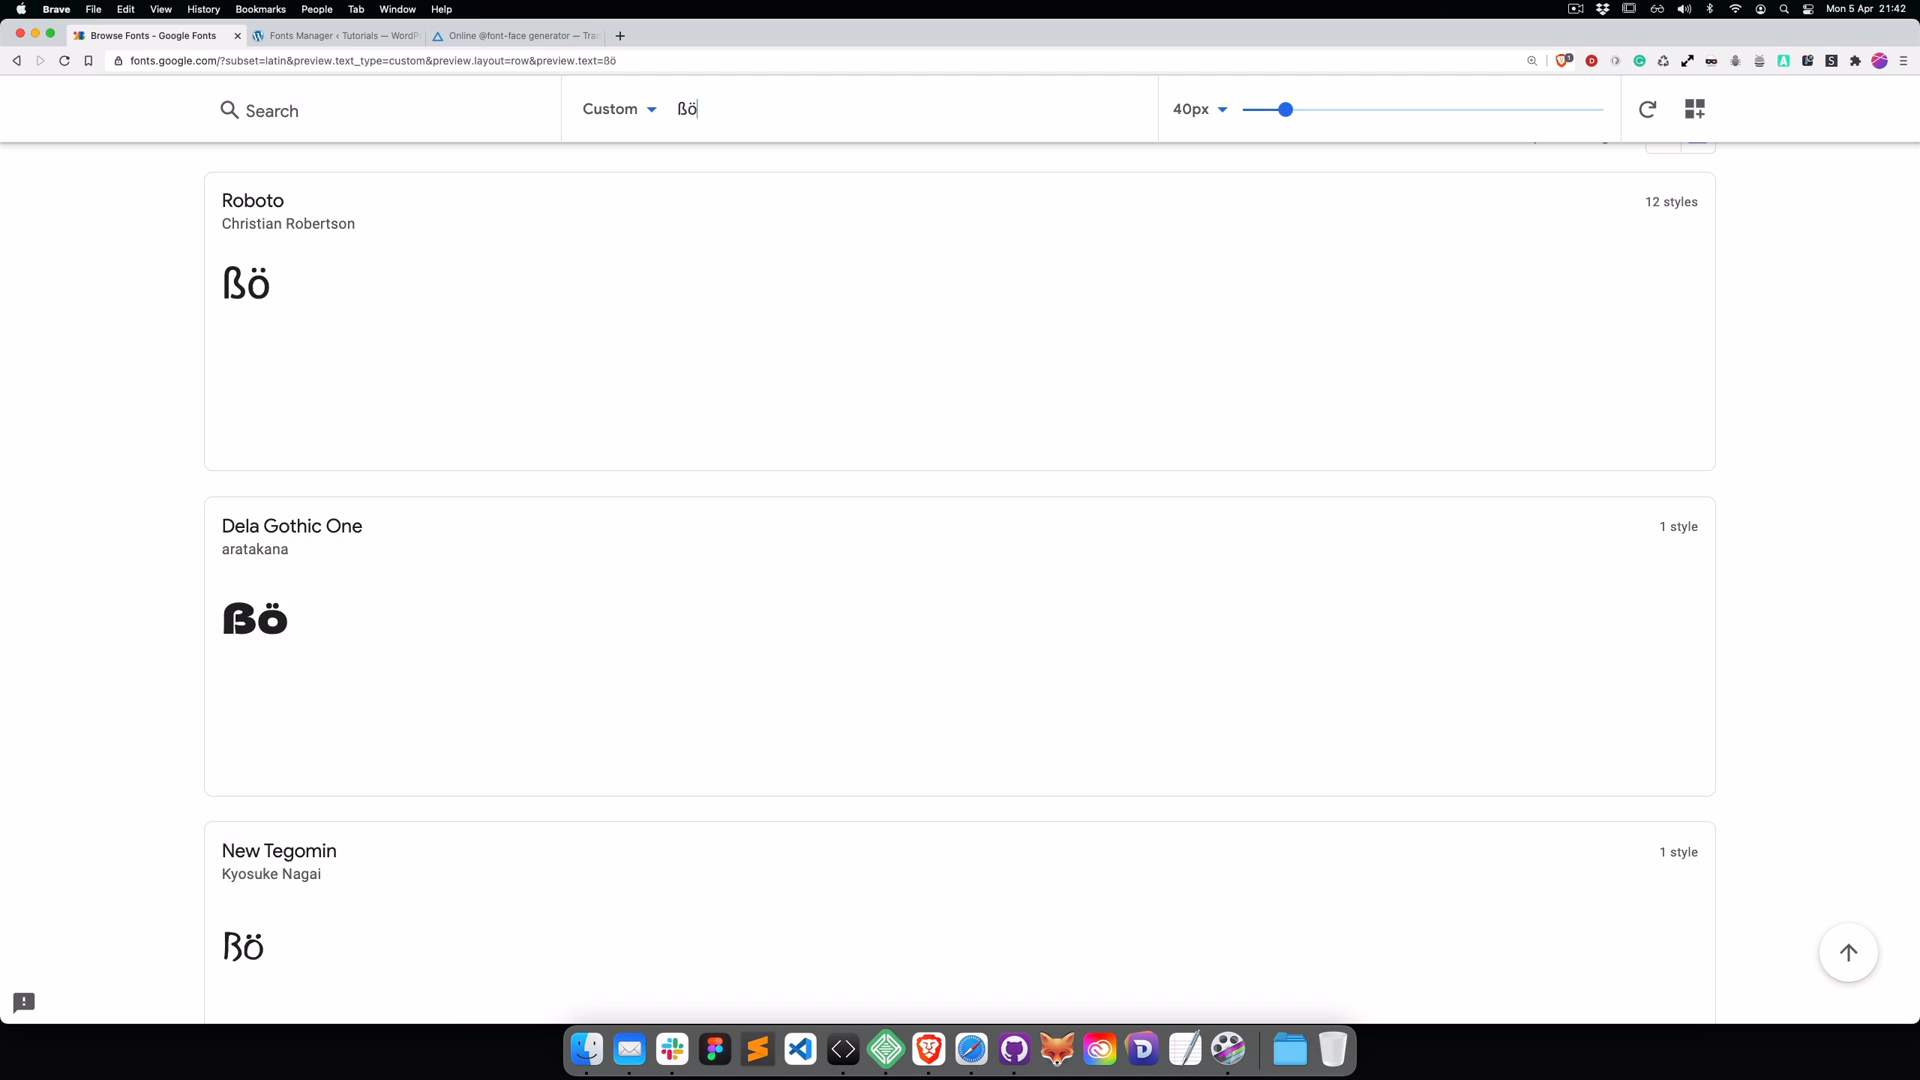 Brave File Edit View History Bookmarks People Tab Window Help Mon 5 Apr 21:42
Browse Fonts - Google Fonts Fonts Manager ‹ Tutorials — WordP Online @font-face generator — Tran
fonts.google.com/?subset=latin&preview.text_type=custom&preview.layout=row&preview.text=ßö
Search Custom ßö 40px
Roboto 12 styles
Christian Robertson
ßö
Dela Gothic One 1 style
aratakana
ßö
New Tegomin 1 style
Kyosuke Nagai
ßö